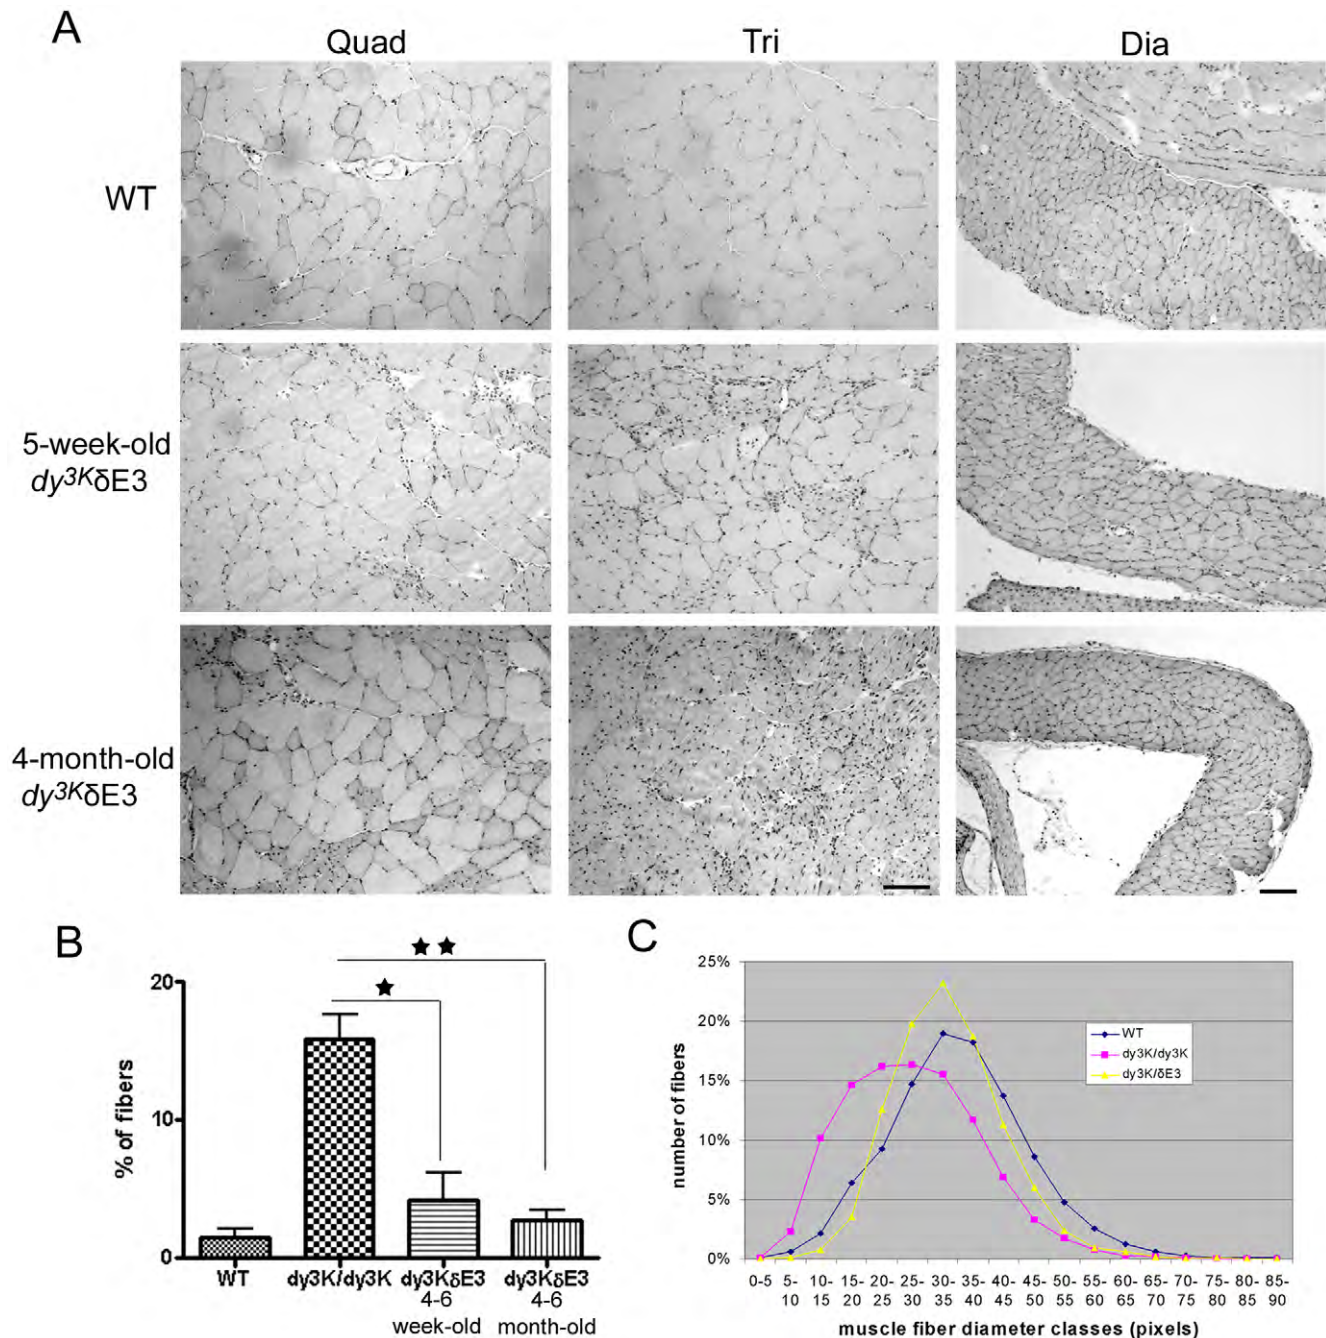 A
Quad Tri Dia
WT
5-week-old
dy3KδE3
4-month-old
dy3KδE3
B
★★
★
20
10
0
% of fibers
WT dy3K/dy3K dy3KδE3 dy3KδE3
4-6 4-6
week-old month-old
C
25%
20%
15%
10%
5%
0%
number of fibers
WT
dy3K/dy3K
dy3K/δE3
0-5 5- 10- 15- 20- 25- 30- 35- 40- 45- 50- 55- 60- 65- 70- 75- 80- 85-
10 15 20 25 30 35 40 45 50 55 60 65 70 75 80 85 90
muscle fiber diameter classes (pixels)